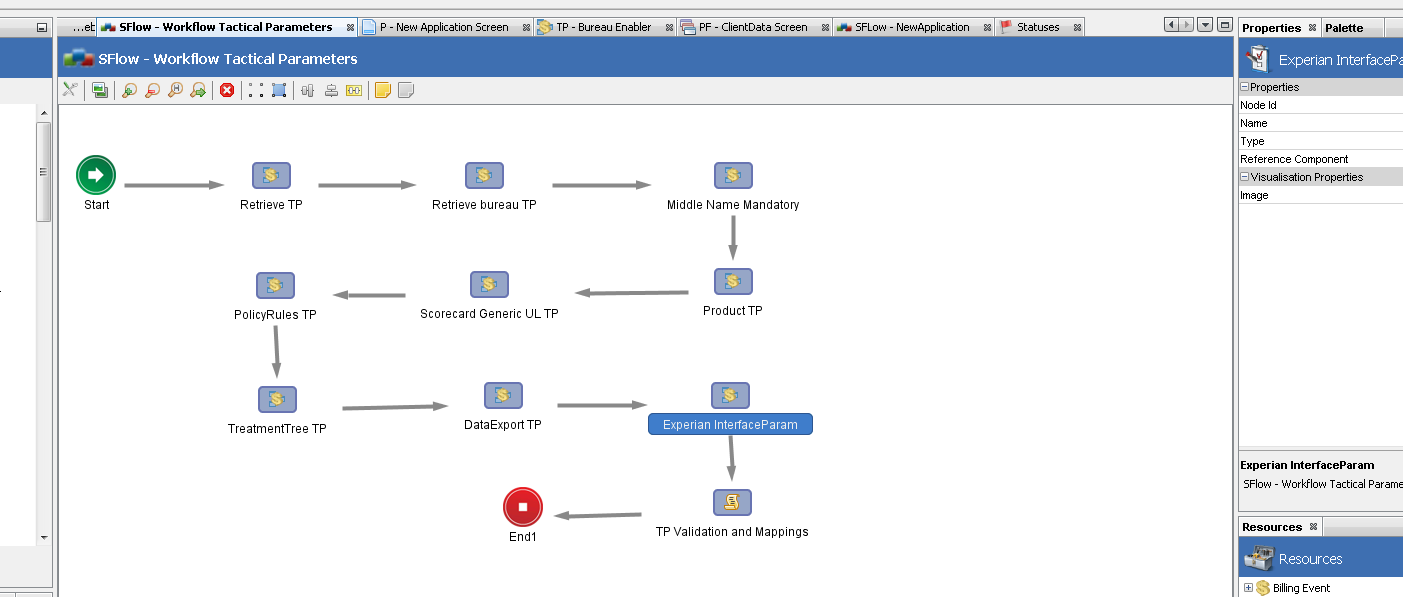 ...et
SFlow - Workflow Tactical Parameters
P - New Application Screen
TP - Bureau Enabler
PF - ClientData Screen
SFLow - NewApplication
Statuses
Properties
Palette
SFlow - Workflow Tactical Parameters
Experian InterfacePa
Properties
Node Id
Name
Type
Reference Component
Visualisation Properties
Image
Start
Retrieve TP
Retrieve bureau TP
Middle Name Mandatory
PolicyRules TP
Scorecard Generic UL TP
Product TP
TreatmentTree TP
DataExport TP
Experian InterfaceParam
End1
TP Validation and Mappings
Experian InterfaceParam
SFlow - Workflow Tactical Parame
Resources
Resources
Billing Event